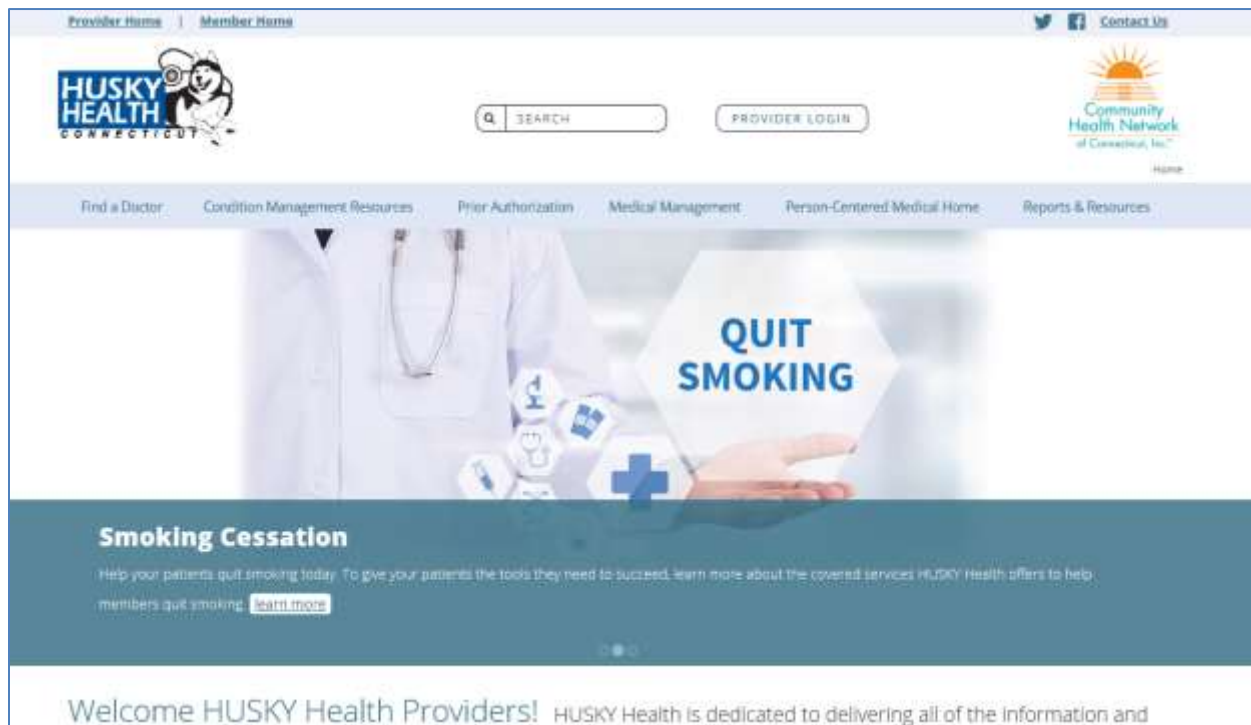 Provider Home | Member Home
Contact Us
HUSKY
HEALTH
CONNECTICUT
SEARCH
PROVIDER LOGIN
Community
Health Network
of Connecticut, Inc.™
Home
Find a Doctor Condition Management Resources Prior Authorization Medical Management Person-Centered Medical Home Reports & Resources
QUIT
SMOKING
Smoking Cessation
Help your patients quit smoking today. To give your patients the tools they need to succeed, learn more about the covered services HUSKY Health offers to help
members quit smoking. learn more
Welcome HUSKY Health Providers! HUSKY Health is dedicated to delivering all of the information and